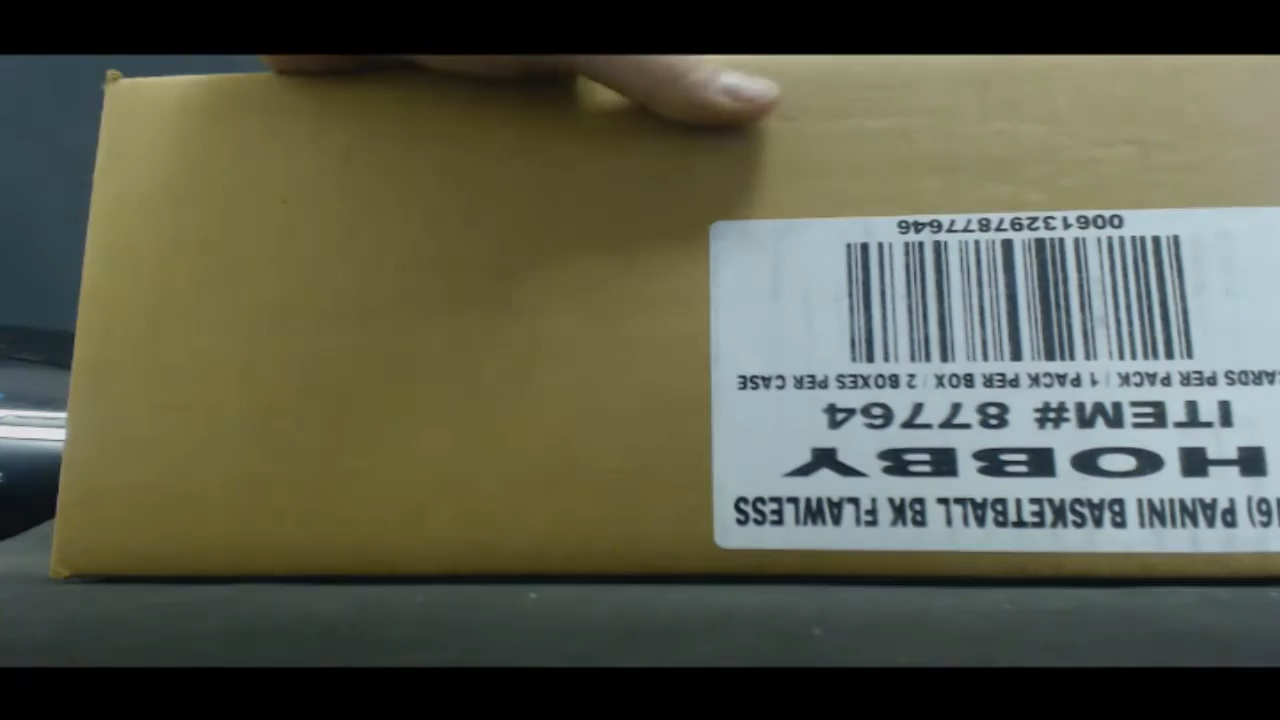 16) PANINI BASKETBALL BK FLAWLESS
HOBBY
ITEM# 87764
CARDS PER PACK / 1 PACK PER BOX / 2 BOXES PER CASE
00613297877646